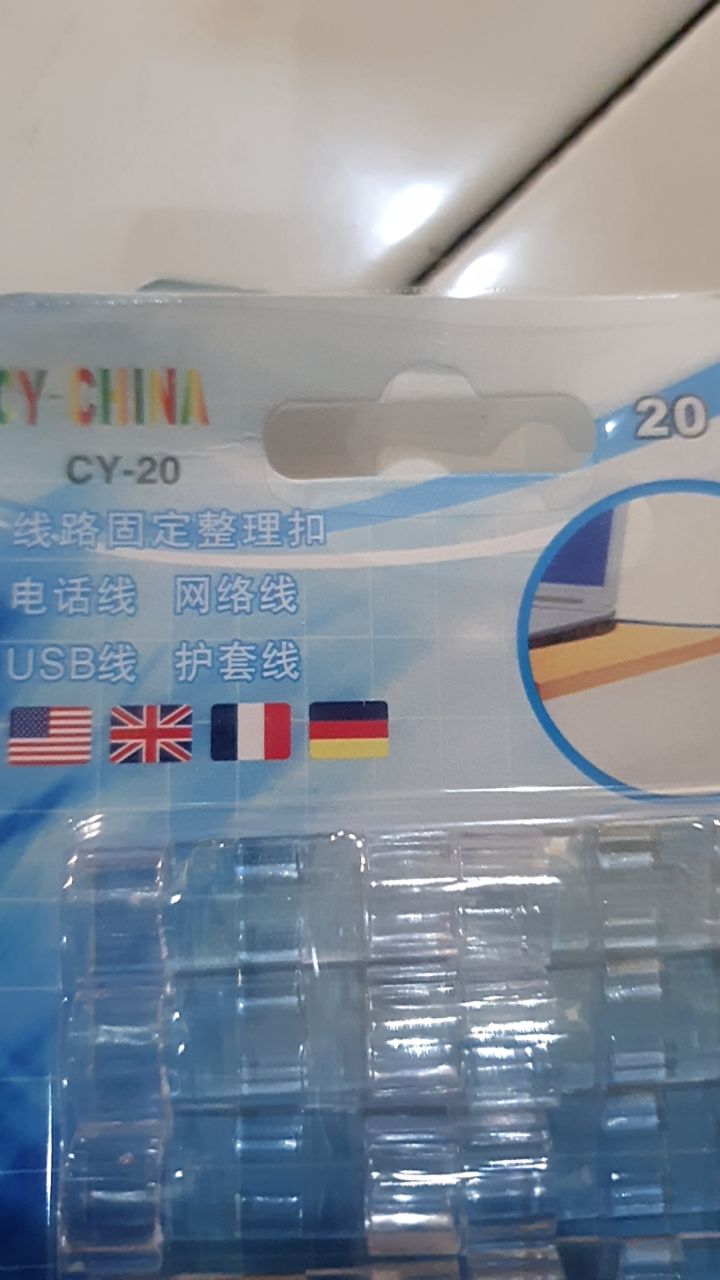 CY-CHINA
20
CY-20
线路固定整理扣
电话线 网络线
USB线 护套线